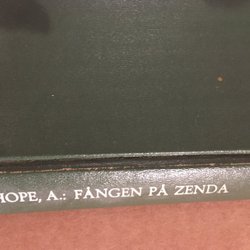 HOPE, A.: FÅNGEN PÅ ZENDA